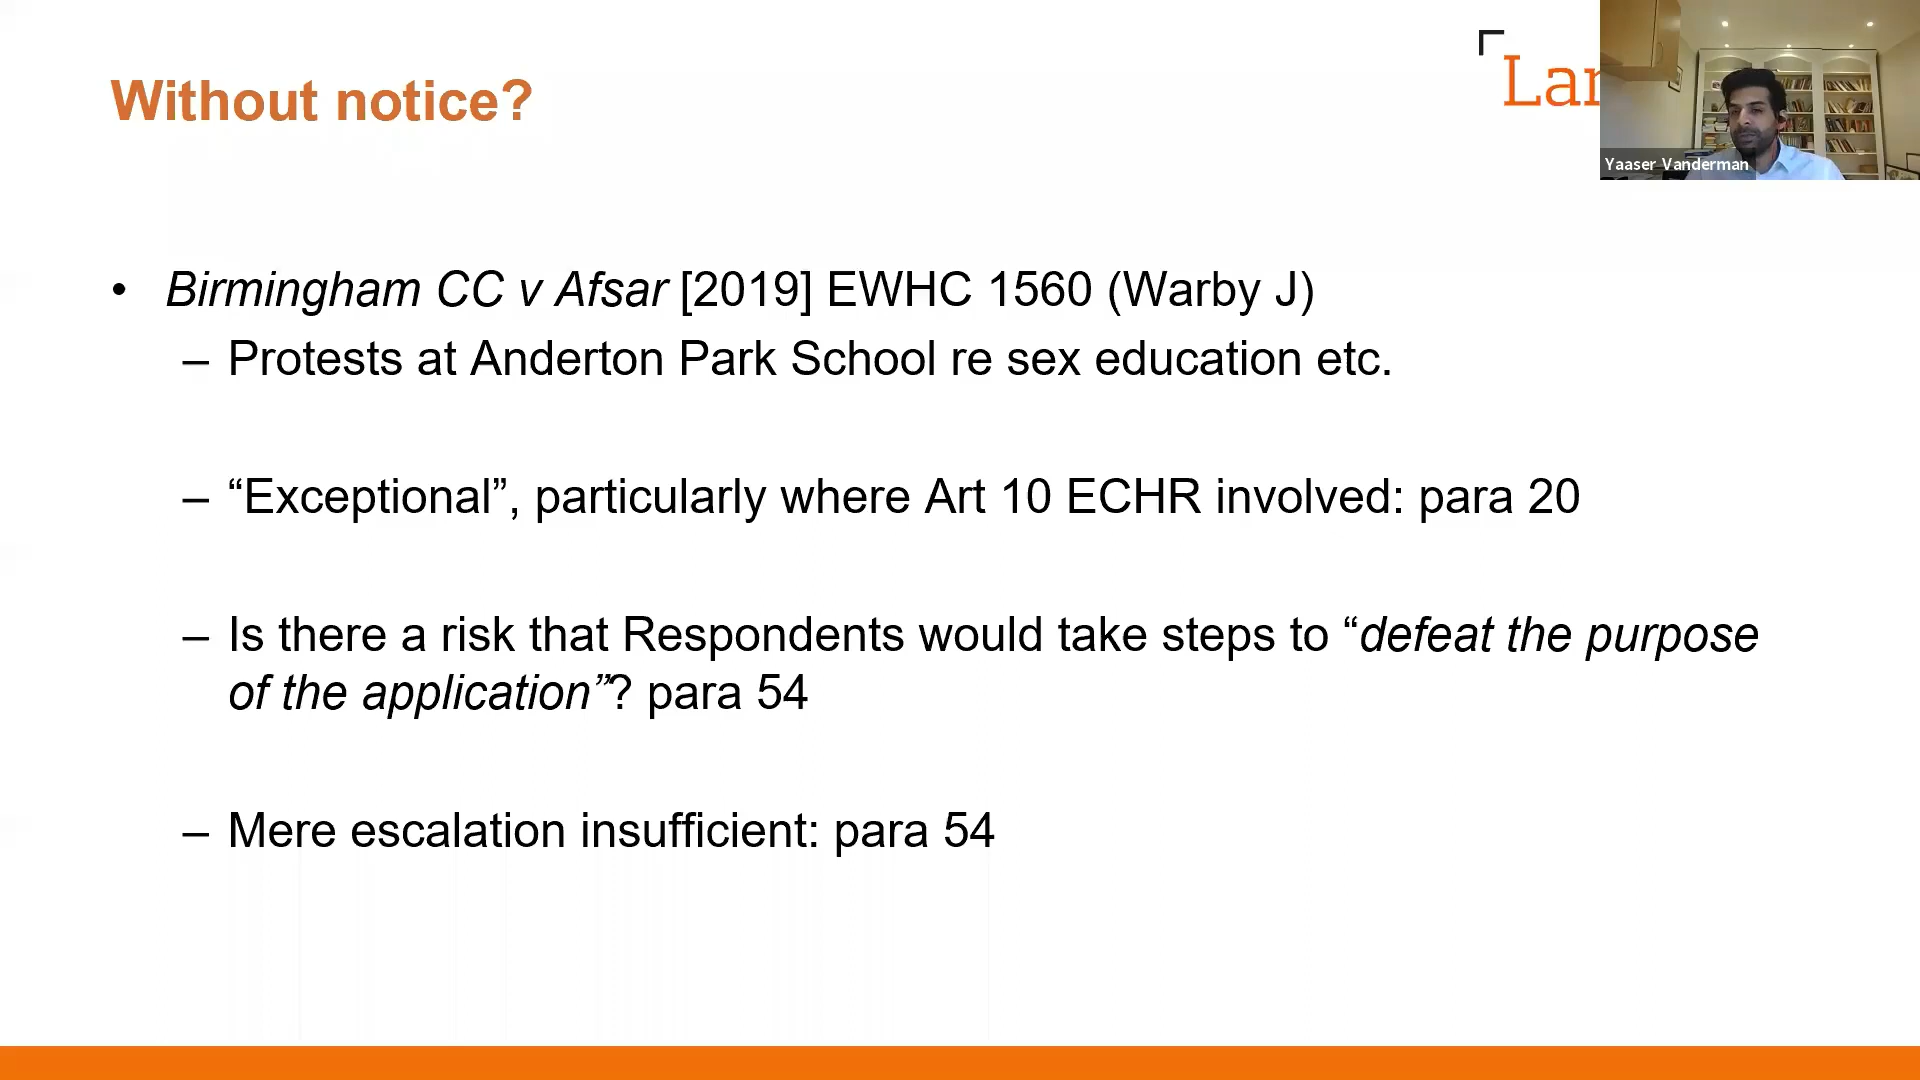 Without notice?
Lan
Yaaser Vanderman
• Birmingham CC v Afsar [2019] EWHC 1560 (Warby J)
– Protests at Anderton Park School re sex education etc.
– “Exceptional”, particularly where Art 10 ECHR involved: para 20
– Is there a risk that Respondents would take steps to “defeat the purpose
of the application”? para 54
– Mere escalation insufficient: para 54